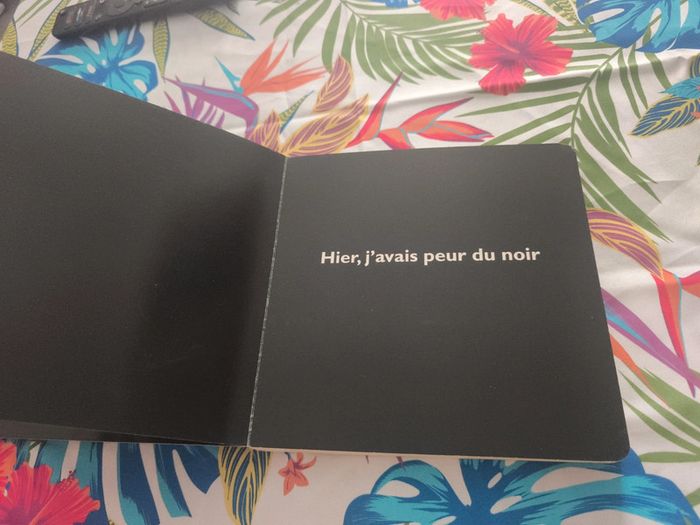 Hier, j'avais peur du noir